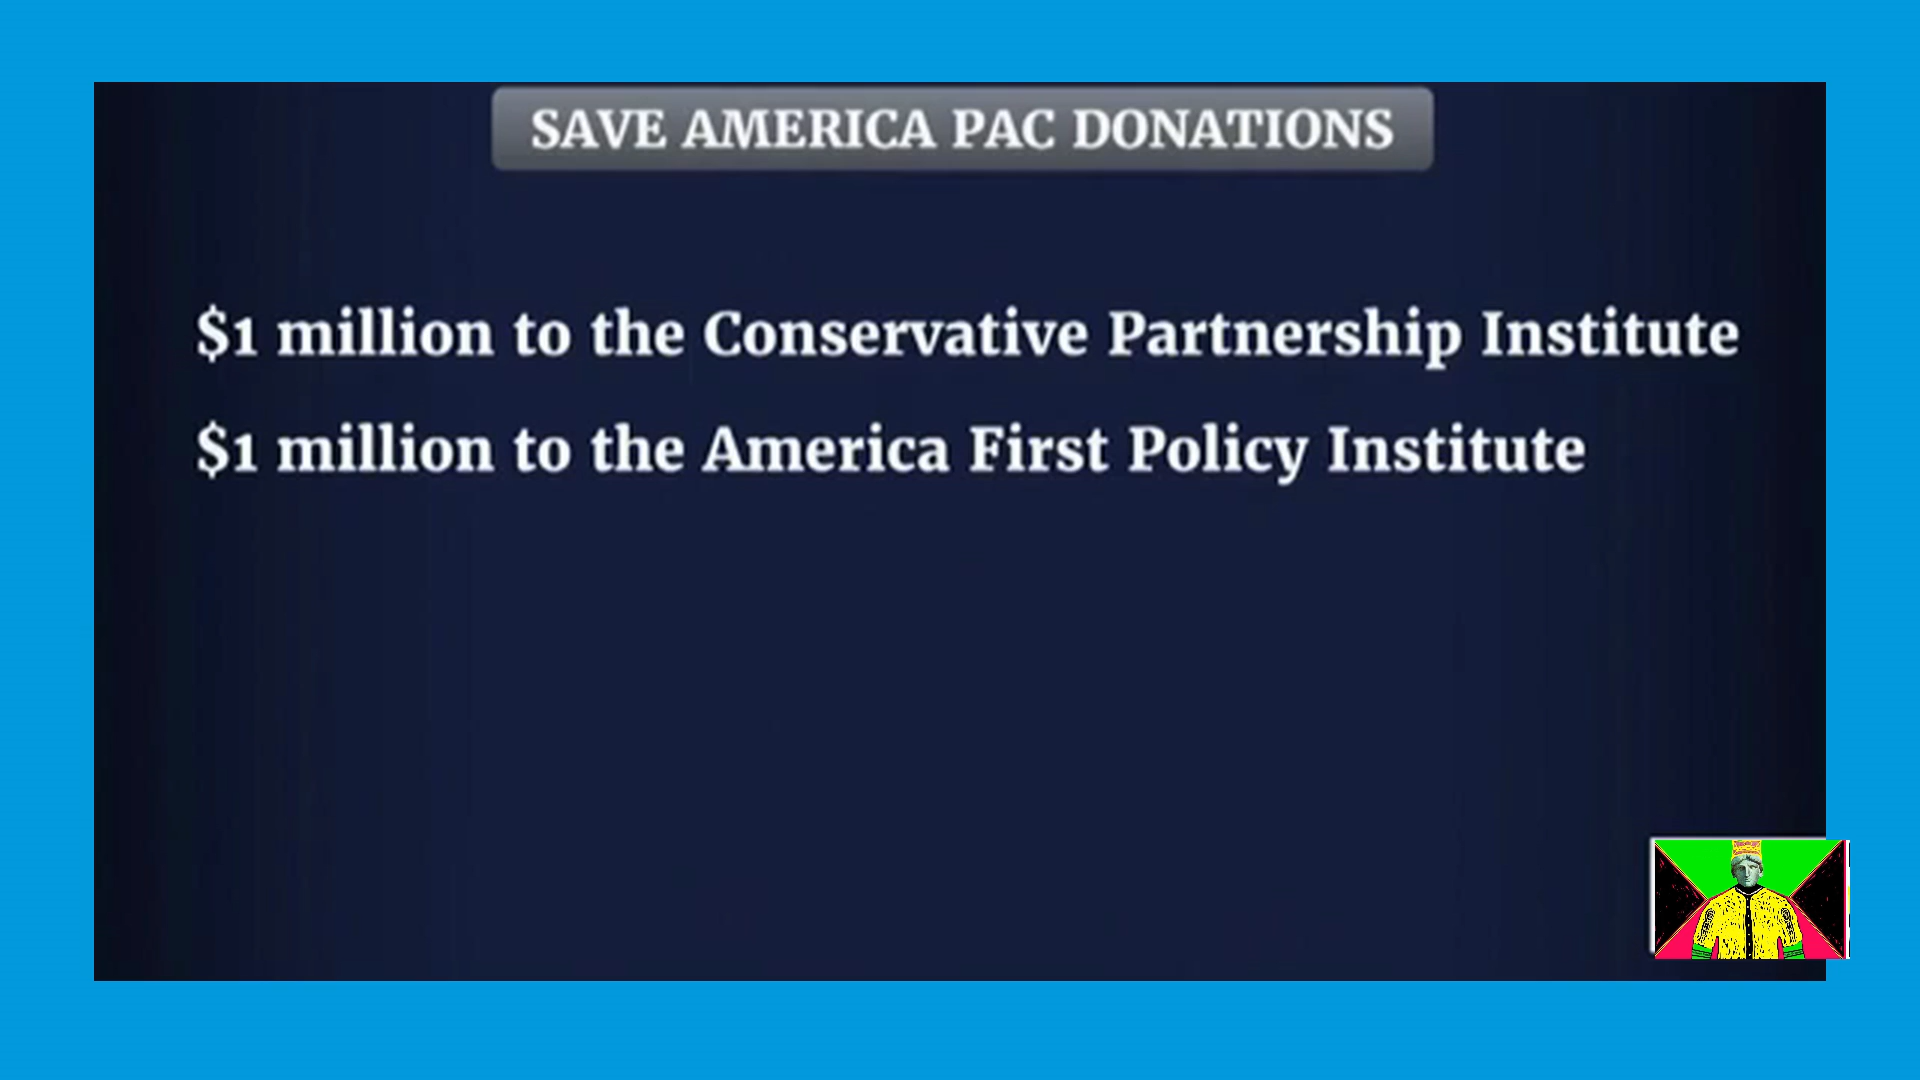 SAVE AMERICA PAC DONATIONS
$1 million to the Conservative Partnership Institute
$1 million to the America First Policy Institute